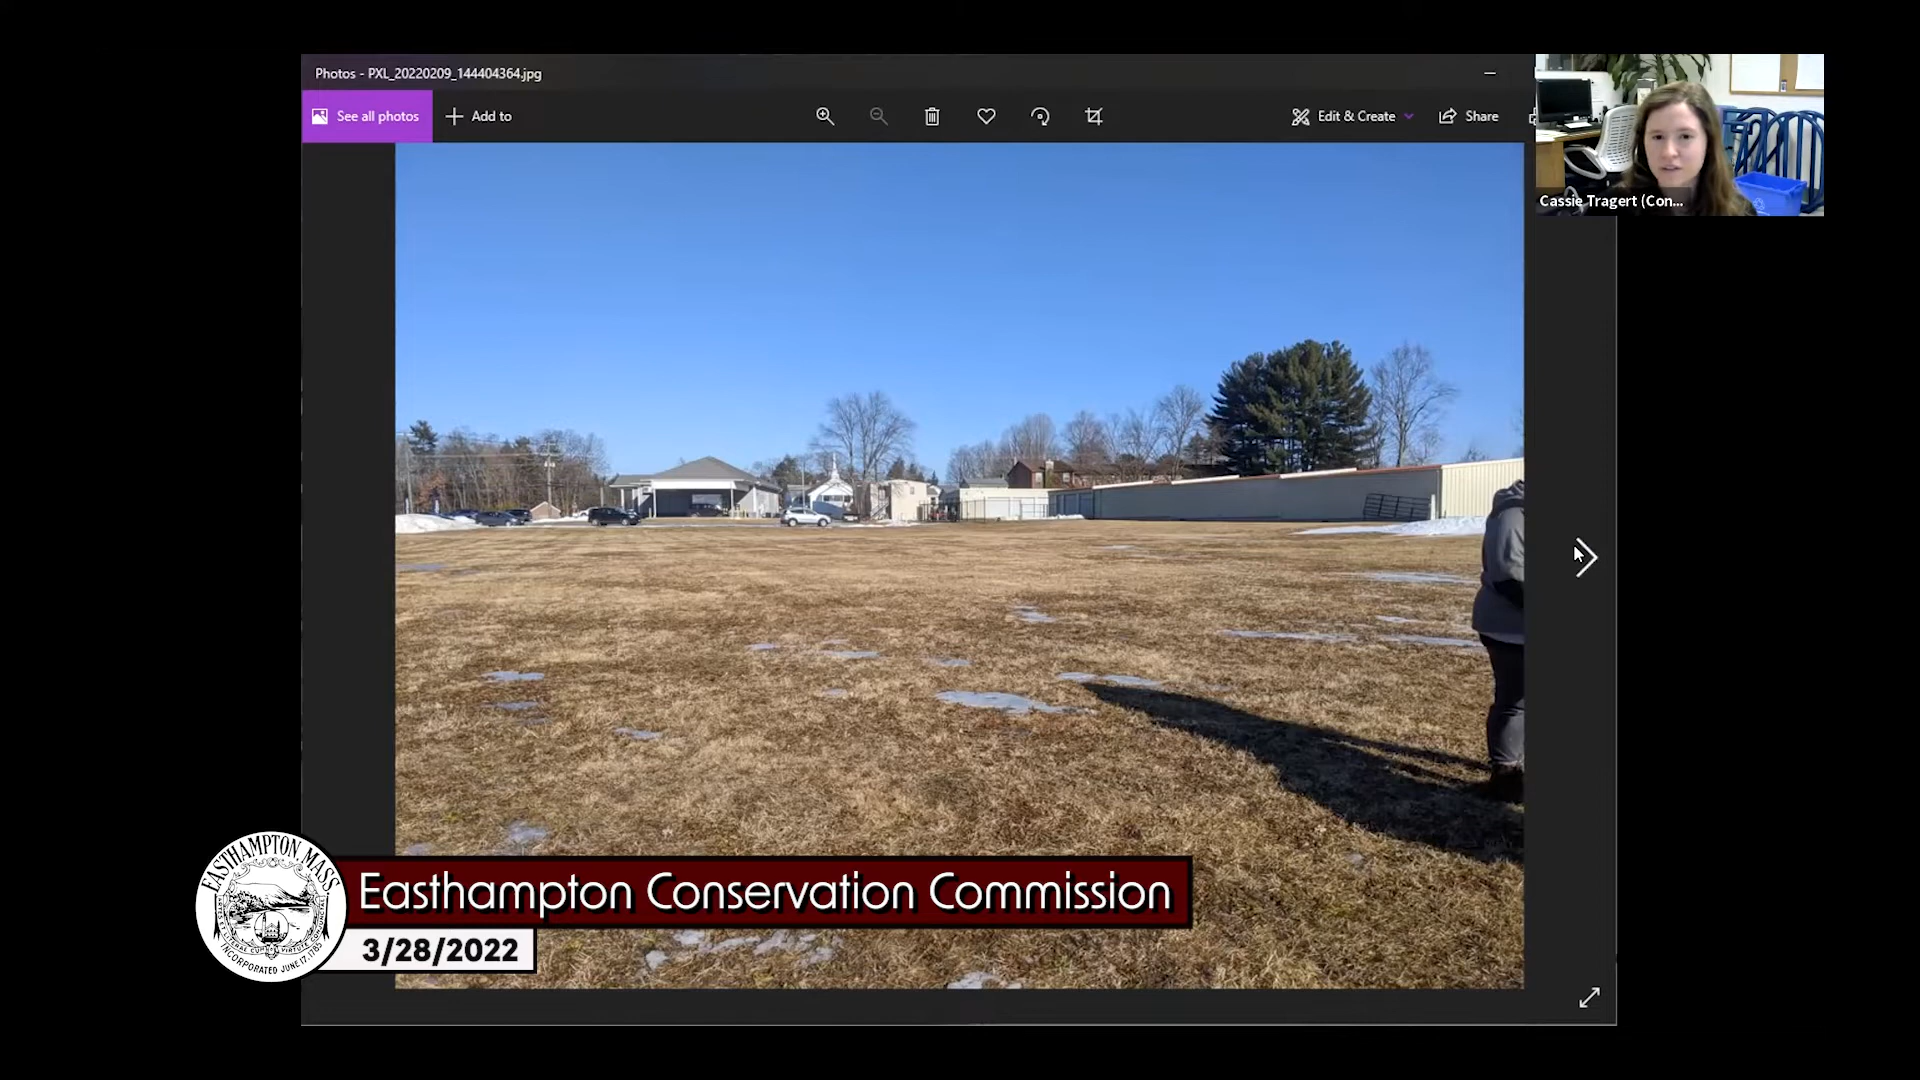 Photos - PXL_20220209_144404364.jpg
See all photos
Add to
Edit & Create
Share
Cassie Tragert (Con...
EASTHAMPTON MASS.
INCORPORATED JUNE 17, 1785
Easthampton Conservation Commission
3/28/2022